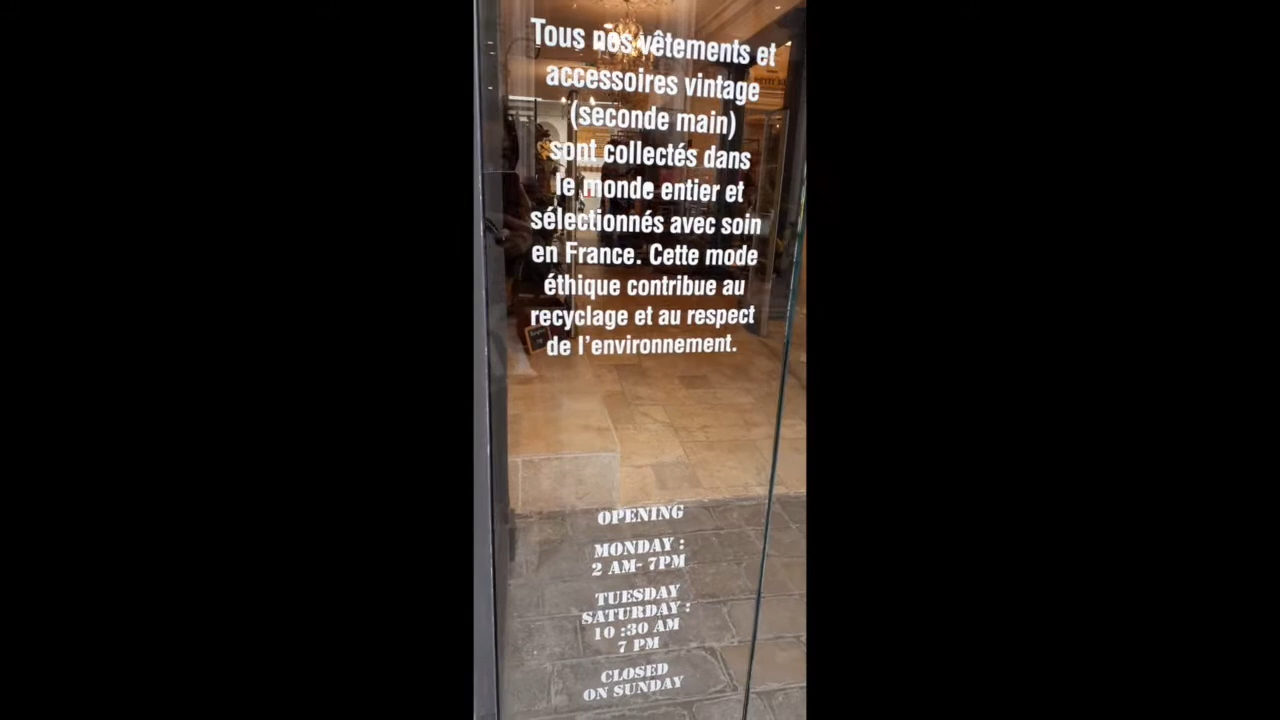 Tous nos vêtements et
accessoires vintage
(seconde main)
sont collectés dans
le monde entier et
sélectionnés avec soin
en France. Cette mode
éthique contribue au
recyclage et au respect
de l'environnement.
OPENING
MONDAY :
2 AM- 7PM
TUESDAY
SATURDAY :
10 :30 AM
7 PM
CLOSED
ON SUNDAY